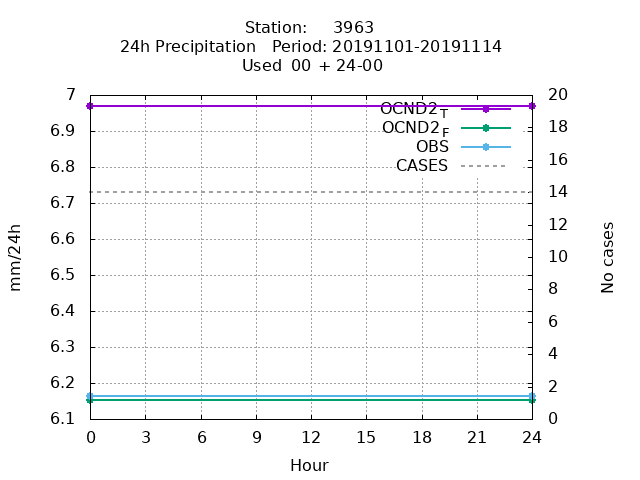 Station: 3963
24h Precipitation Period: 20191101-20191114
Used 00 + 24-00
7
6.9
6.8
6.7
6.6
6.5
6.4
6.3
6.2
6.1
mm/24h
OCND2T
OCND2F
OBS
CASES
20
18
16
14
12
10
8
6
4
2
0
No cases
0 3 6 9 12 15 18 21 24
Hour